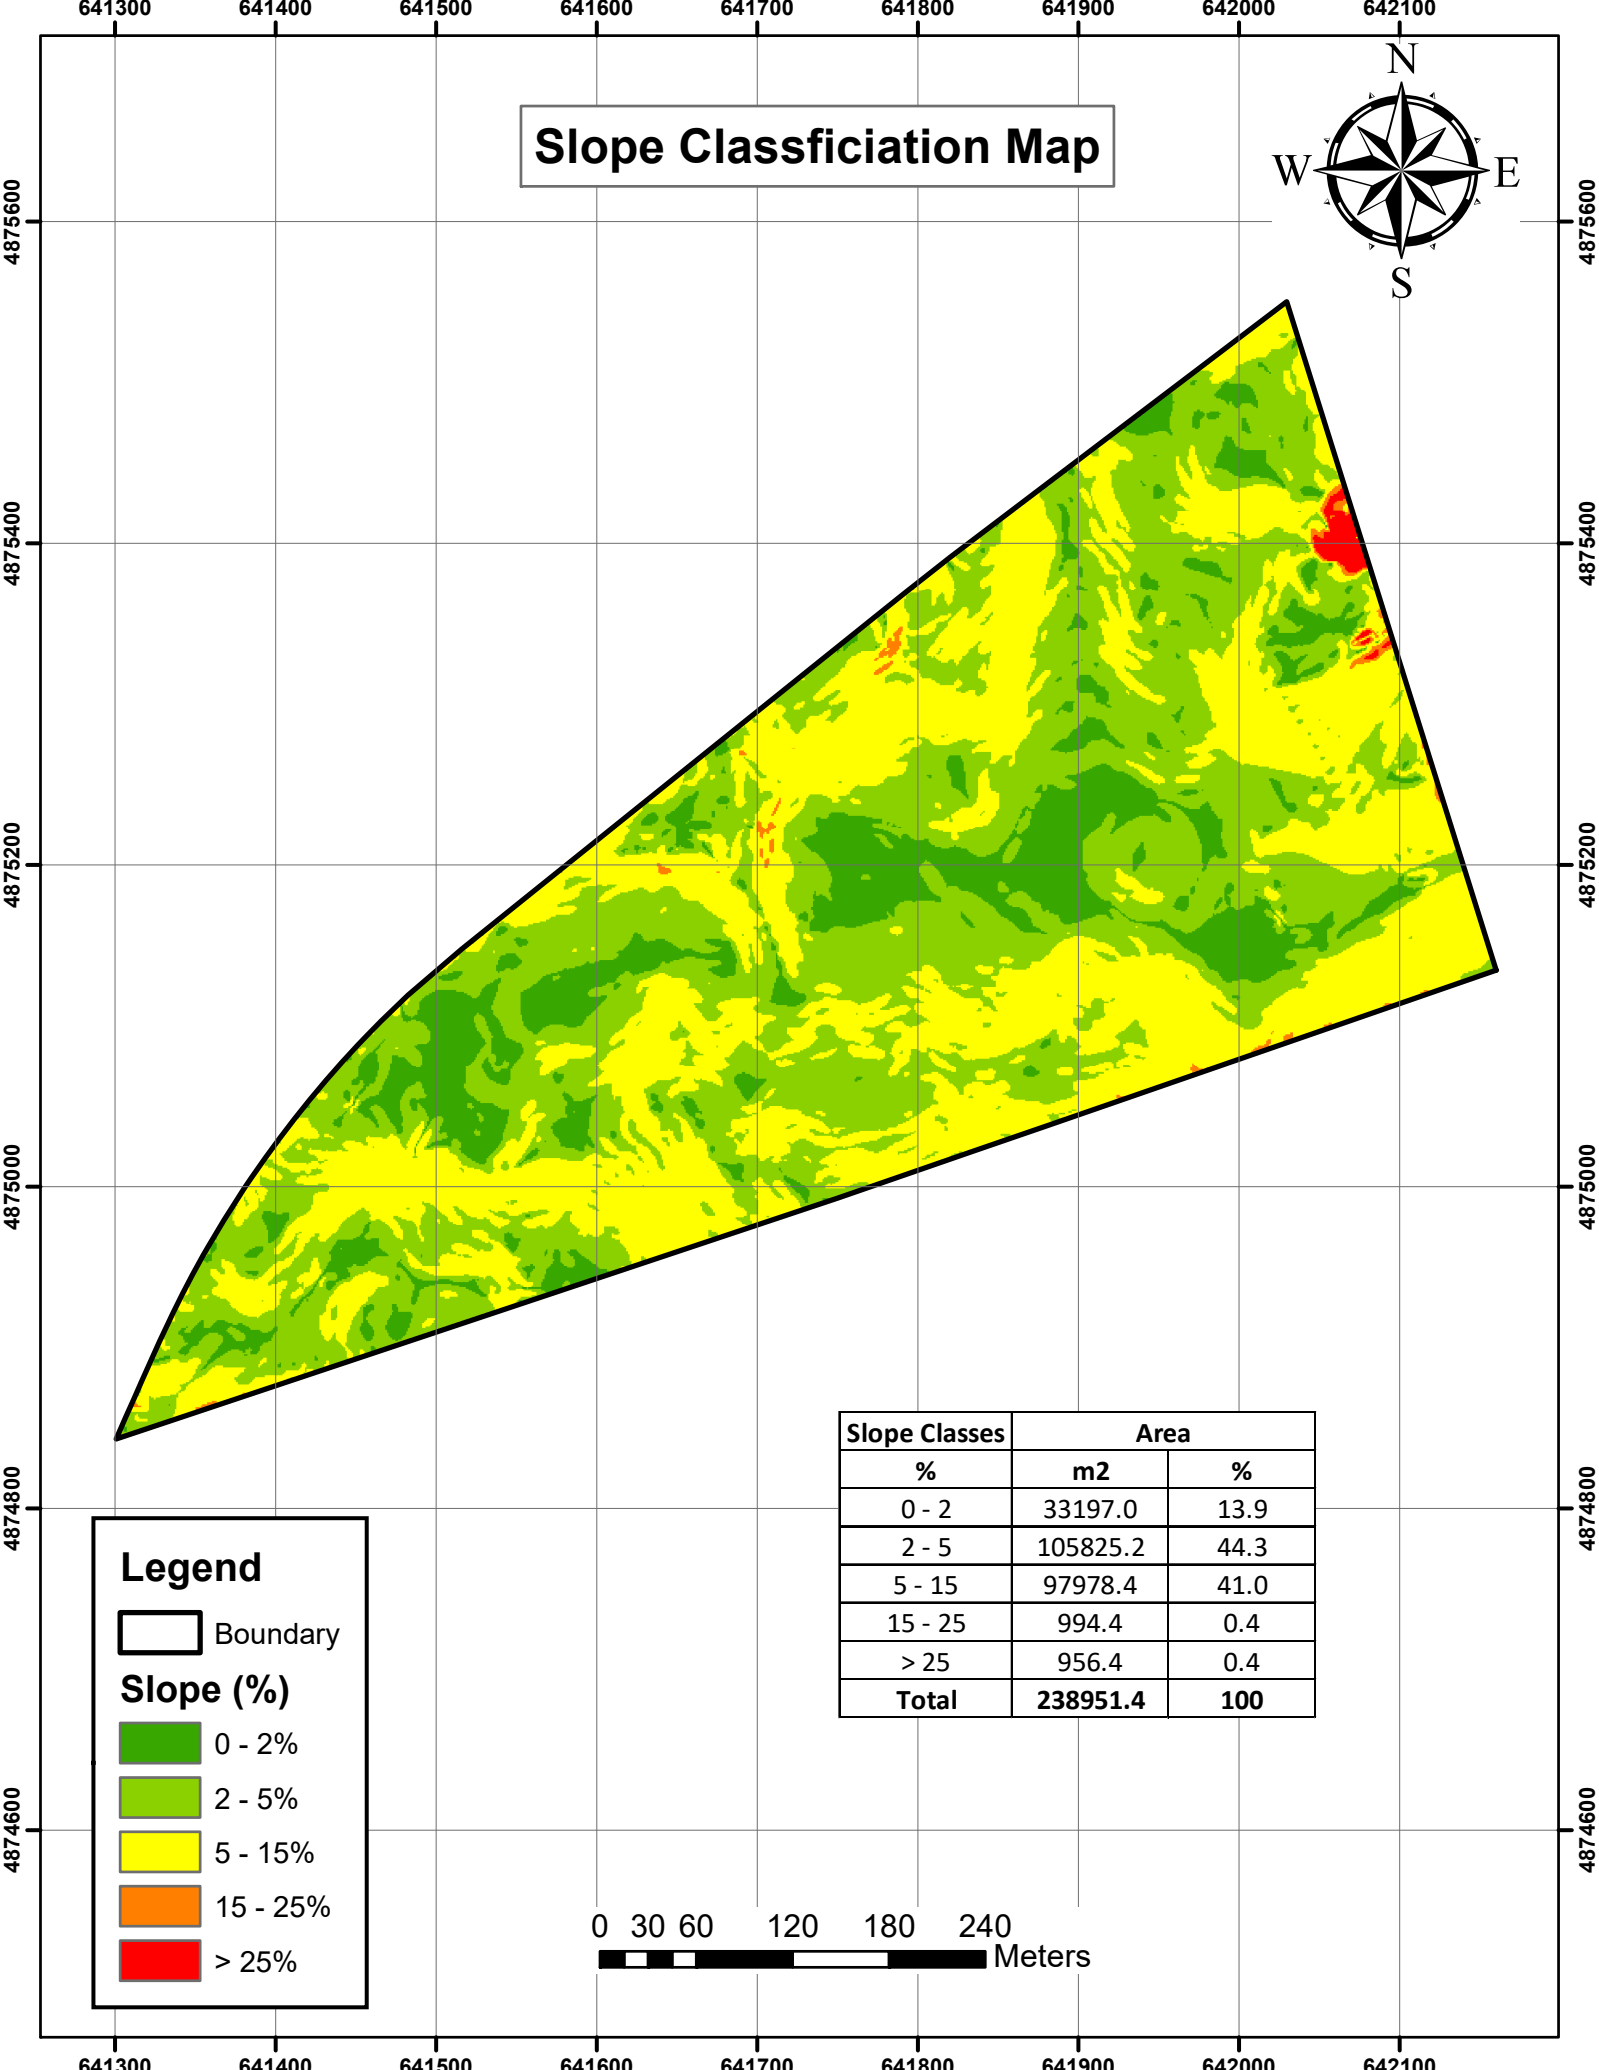 641300 641400 641500 641600 641700 641800 641900 642000 642100
N
W E
S
Slope Classficiation Map
4875600 4875600
4875400 4875400
4875200 4875200
4875000 4875000
4874800 4874800
4874600 4874600
Slope Classes Area
% m2 %
0 - 2 33197.0 13.9
2 - 5 105825.2 44.3
5 - 15 97978.4 41.0
15 - 25 994.4 0.4
> 25 956.4 0.4
Total 238951.4 100
Legend
Boundary
Slope (%)
0 - 2%
2 - 5%
5 - 15%
15 - 25%
> 25%
0 30 60 120 180 240
Meters
641300 641400 641500 641600 641700 641800 641900 642000 642100